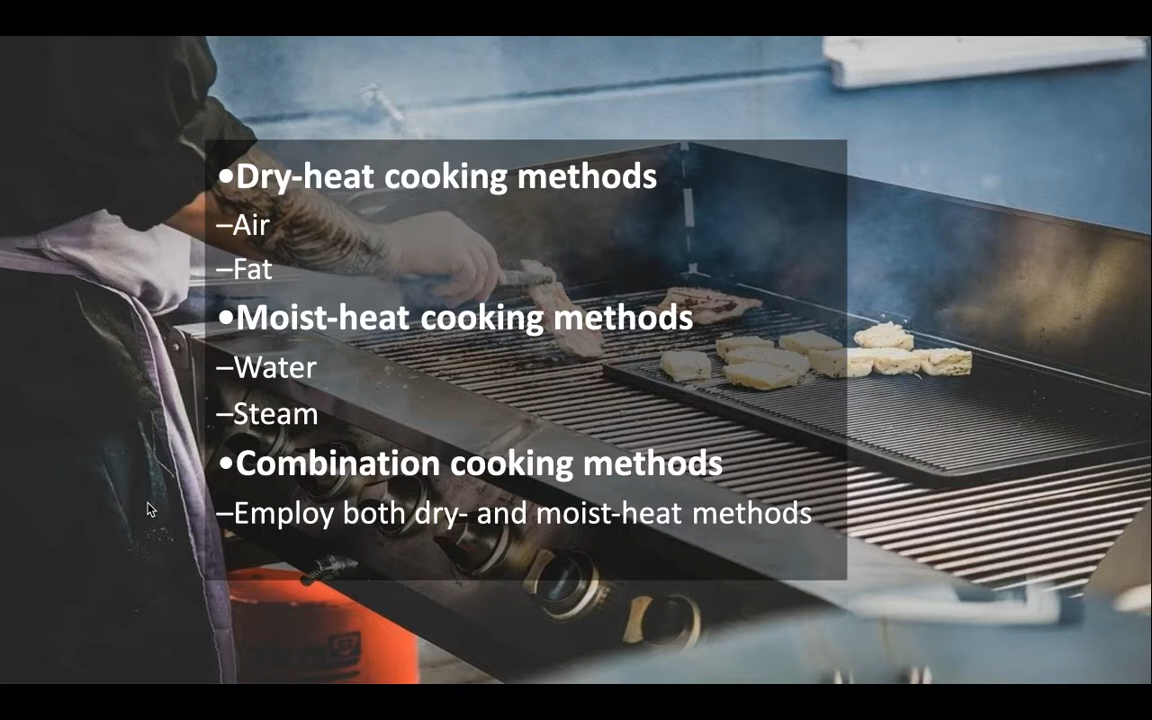 •Dry-heat cooking methods
–Air
–Fat
•Moist-heat cooking methods
–Water
–Steam
•Combination cooking methods
–Employ both dry- and moist-heat methods